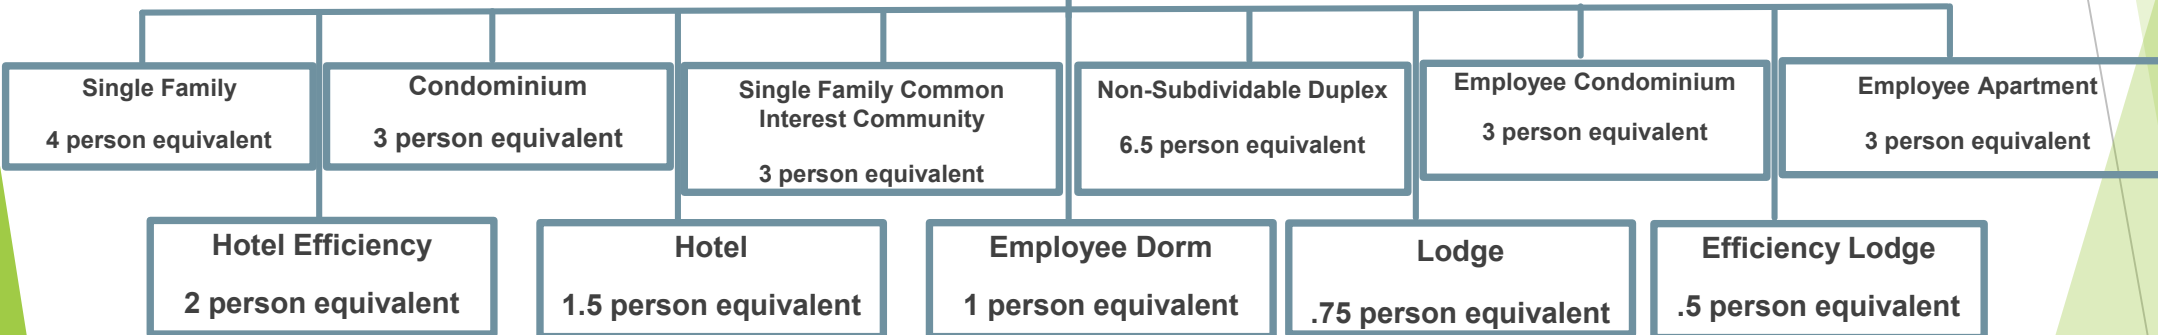 Single Family
4 person equivalent
Condominium
3 person equivalent
Single Family Common
Interest Community
3 person equivalent
Non-Subdividable Duplex
6.5 person equivalent
Employee Condominium
3 person equivalent
Employee Apartment
3 person equivalent
Hotel Efficiency
2 person equivalent
Hotel
1.5 person equivalent
Employee Dorm
1 person equivalent
Lodge
.75 person equivalent
Efficiency Lodge
.5 person equivalent